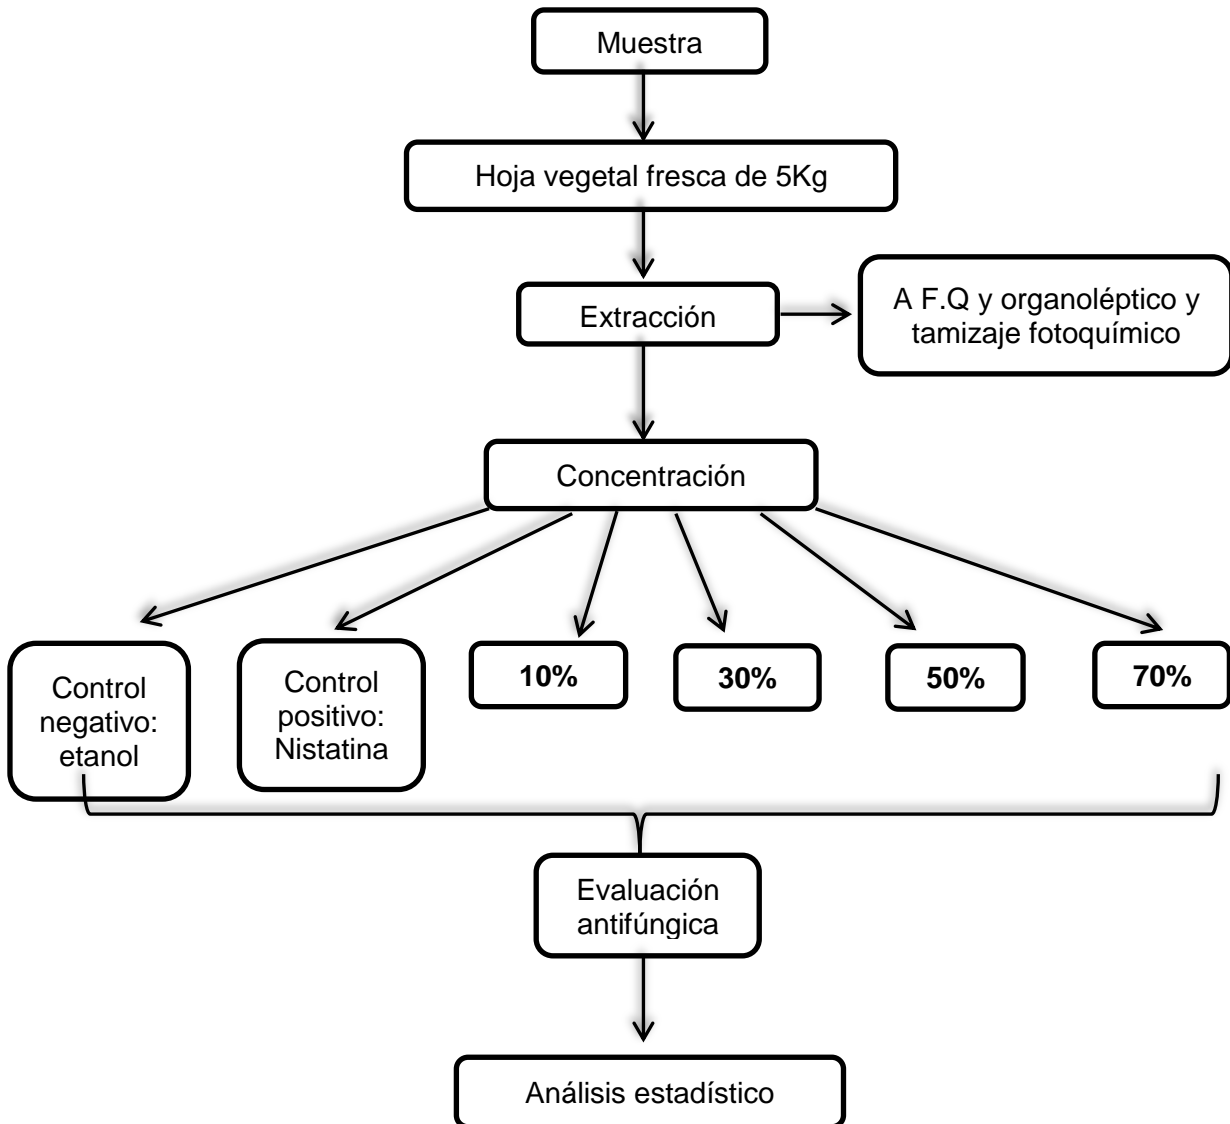 Muestra
Hoja vegetal fresca de 5Kg
Extracción
A F.Q y organoléptico y
tamizaje fotoquímico
Concentración
Control
negativo:
etanol
Control
positivo:
Nistatina
10%
30%
50%
70%
Evaluación
antifúngica
Análisis estadístico